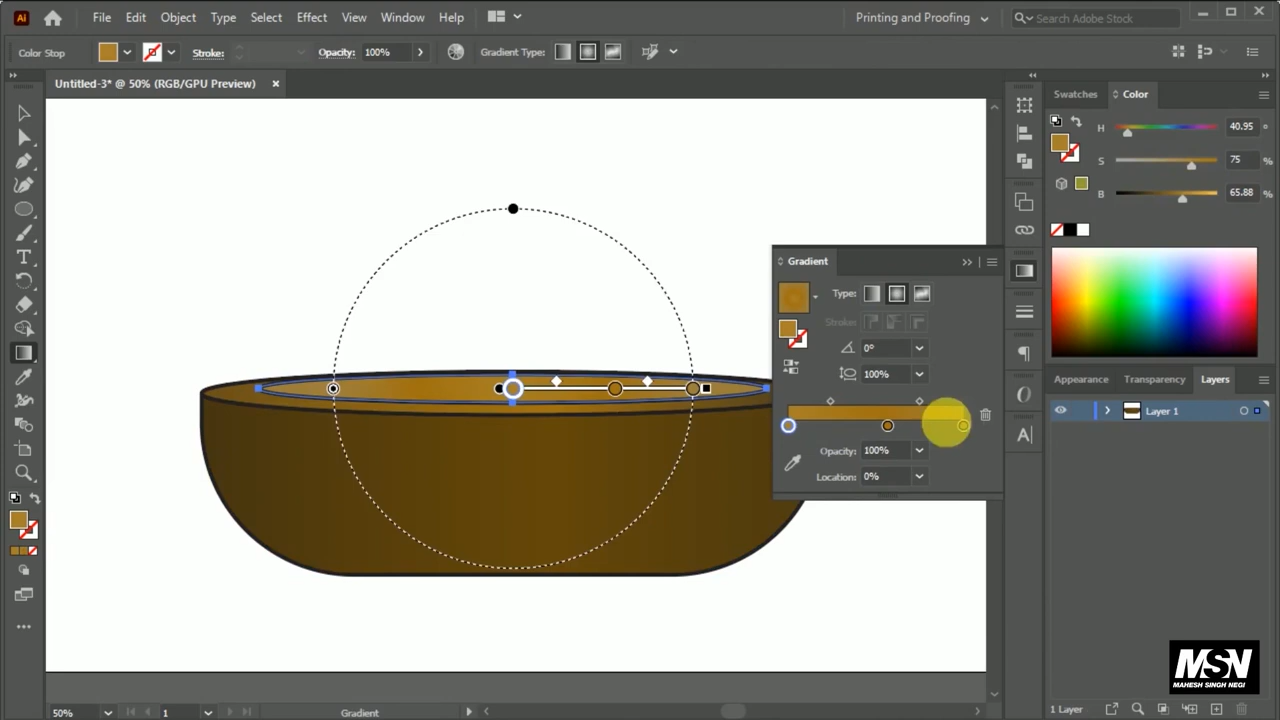 Ai File Edit Object Type Select Effect View Window Help Printing and Proofing Search Adobe Stock
Color Stop Stroke: Opacity: 100% Gradient Type:
Untitled-3* @ 50% (RGB/GPU Preview)
Swatches Color
H 40.95 °
S 75 %
B 65.88 %
Gradient
Type:
Stroke:
0°
100%
Opacity: 100%
Location: 0%
Appearance Transparency Layers
Layer 1
MSN
MAHESH SINGH NEGI
50% 1 Gradient 1 Layer